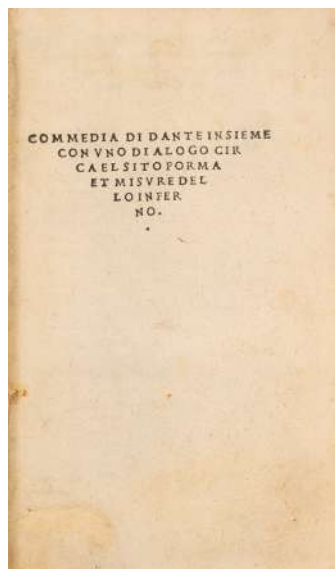 COMMEDIA DI DANTE INSIEME
CON VNO DIALOGO CIR
CA EL SITO FORMA
ET MISVRE DEL
LO INFER
NO.